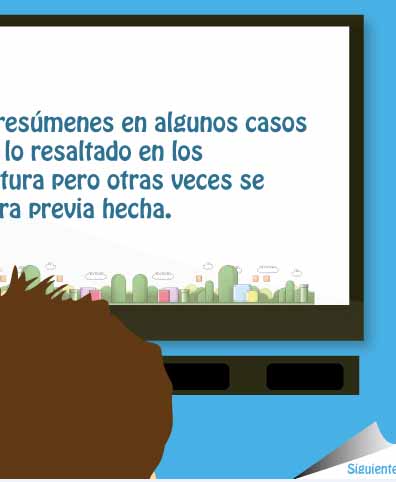 resúmenes en algunos casos
lo resaltado en los
tura pero otras veces se
ra previa hecha.
Siguiente